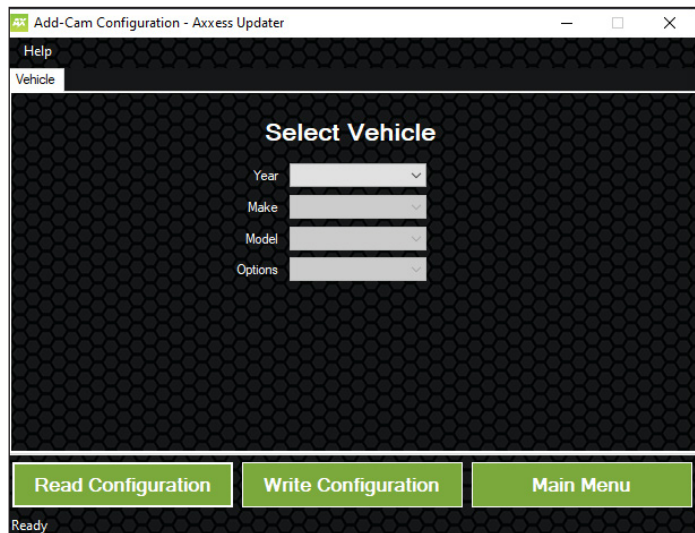 AX Add-Cam Configuration - Axxess Updater
Help
Vehicle
Select Vehicle
Year
Make
Model
Options
Read Configuration Write Configuration Main Menu
Ready